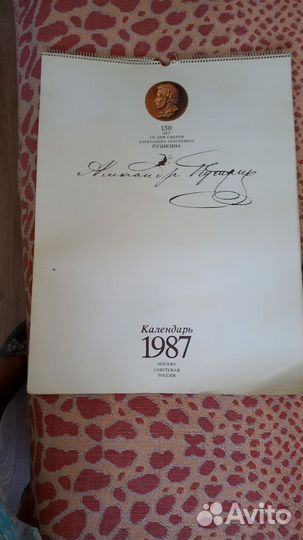 150
ЛЕТ
СО ДНЯ СМЕРТИ
АЛЕКСАНДРА СЕРГЕЕВИЧА
ПУШКИНА
Александр Пушкин
Календарь
1987
МОСКВА
СОВЕТСКАЯ
РОССИЯ
Avito